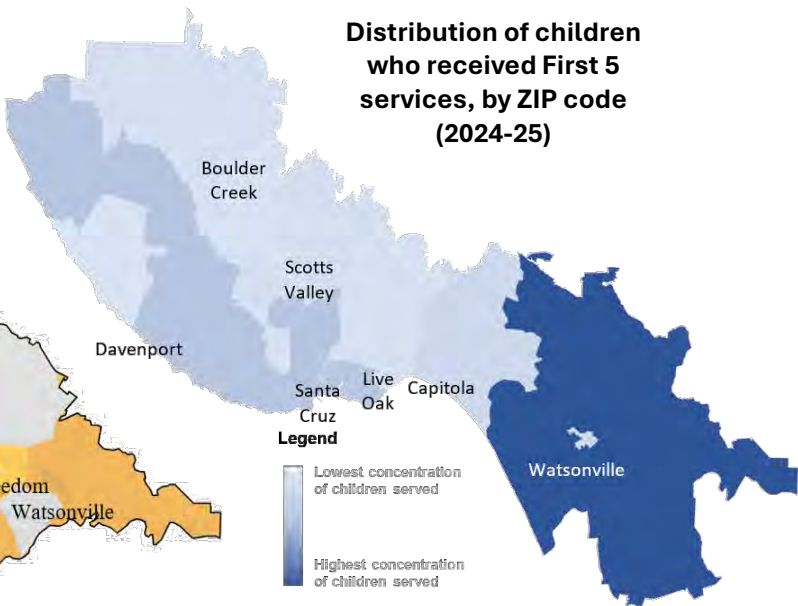 Distribution of children
who received First 5
services, by ZIP code
(2024-25)
Boulder
Creek
Scotts
Valley
Davenport
Santa
Cruz
Live
Oak
Capitola
Watsonville
Legend
Lowest concentration
of children served
Highest concentration
of children served
edom
Watsonville